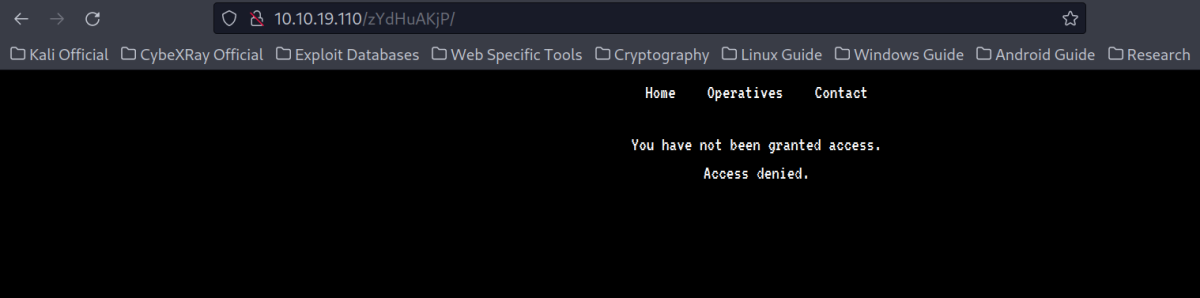 10.10.19.110/zYdHuAKjP/
Kali Official CybeXRay Official Exploit Databases Web Specific Tools Cryptography Linux Guide Windows Guide Android Guide Research
Home Operatives Contact
You have not been granted access.
Access denied.